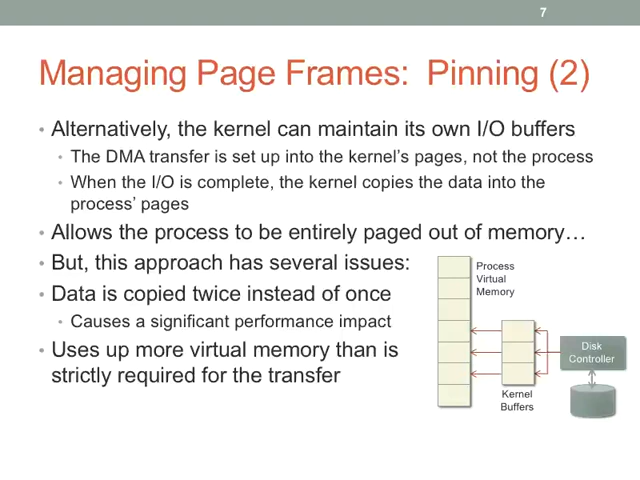 7
Managing Page Frames: Pinning (2)
• Alternatively, the kernel can maintain its own I/O buffers
• The DMA transfer is set up into the kernel's pages, not the process
• When the I/O is complete, the kernel copies the data into the
process' pages
• Allows the process to be entirely paged out of memory…
• But, this approach has several issues:
• Data is copied twice instead of once
• Causes a significant performance impact
• Uses up more virtual memory than is
strictly required for the transfer
Process
Virtual
Memory
Disk
Controller
Kernel
Buffers